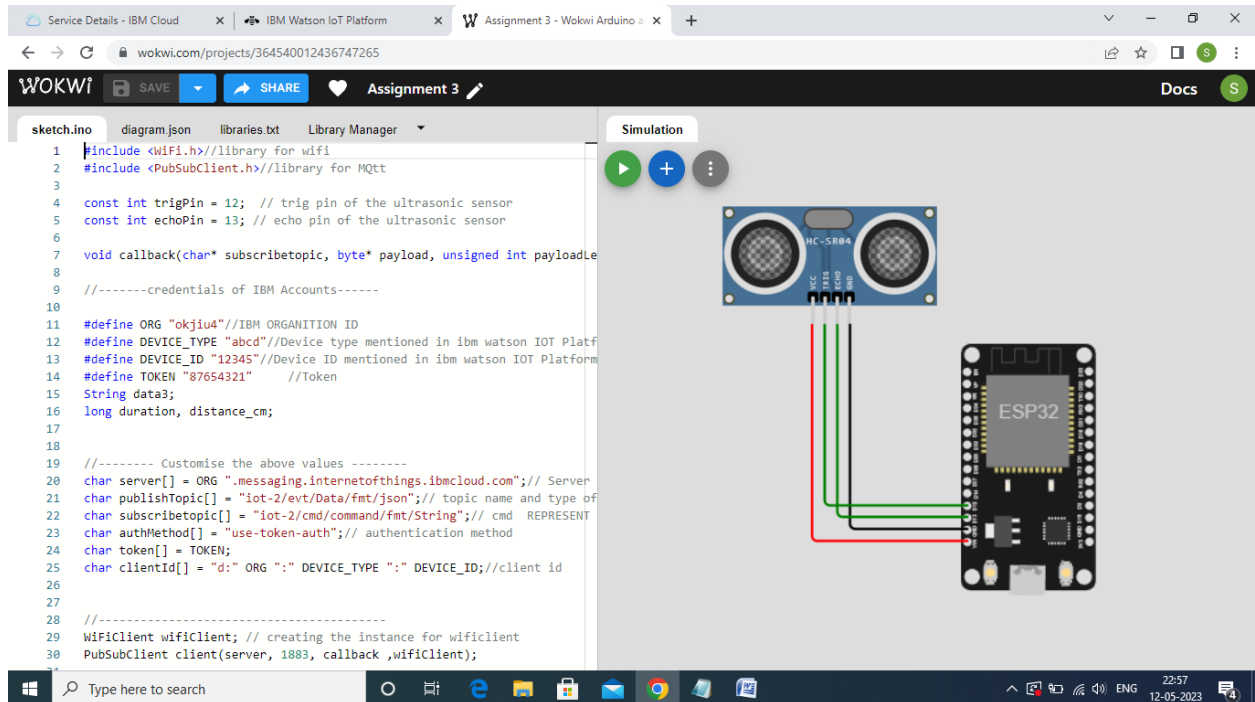 Service Details - IBM Cloud
IBM Watson IoT Platform
Assignment 3 - Wokwi Arduino a
wokwi.com/projects/364540012436747265
S
WOKWi
SAVE
SHARE
Assignment 3
Docs
S
sketch.ino
diagram.json
libraries.txt
Library Manager
Simulation
1 #include <WiFi.h>//library for wifi
2 #include <PubSubClient.h>//library for MQtt
3
4 const int trigPin = 12;  // trig pin of the ultrasonic sensor
5 const int echoPin = 13; // echo pin of the ultrasonic sensor
6
7 void callback(char* subscribetopic, byte* payload, unsigned int payloadLe
8
9 //-------credentials of IBM Accounts------
10
11 #define ORG "okjiu4"//IBM ORGANITION ID
12 #define DEVICE_TYPE "abcd"//Device type mentioned in ibm watson IOT Platf
13 #define DEVICE_ID "12345"//Device ID mentioned in ibm watson IOT Platform
14 #define TOKEN "87654321"     //Token
15 String data3;
16 long duration, distance_cm;
17
18
19 //-------- Customise the above values --------
20 char server[] = ORG ".messaging.internetofthings.ibmcloud.com";// Server
21 char publishTopic[] = "iot-2/evt/Data/fmt/json";// topic name and type of
22 char subscribetopic[] = "iot-2/cmd/command/fmt/String";// cmd  REPRESENT
23 char authMethod[] = "use-token-auth";// authentication method
24 char token[] = TOKEN;
25 char clientId[] = "d:" ORG ":" DEVICE_TYPE ":" DEVICE_ID;//client id
26
27
28 //-----------------------------------------
29 WiFiClient wifiClient; // creating the instance for wificlient
30 PubSubClient client(server, 1883, callback ,wifiClient);
HC-SR04
VCC
TRIG
ECHO
GND
ESP32
Type here to search
ENG
22:57
12-05-2023
4